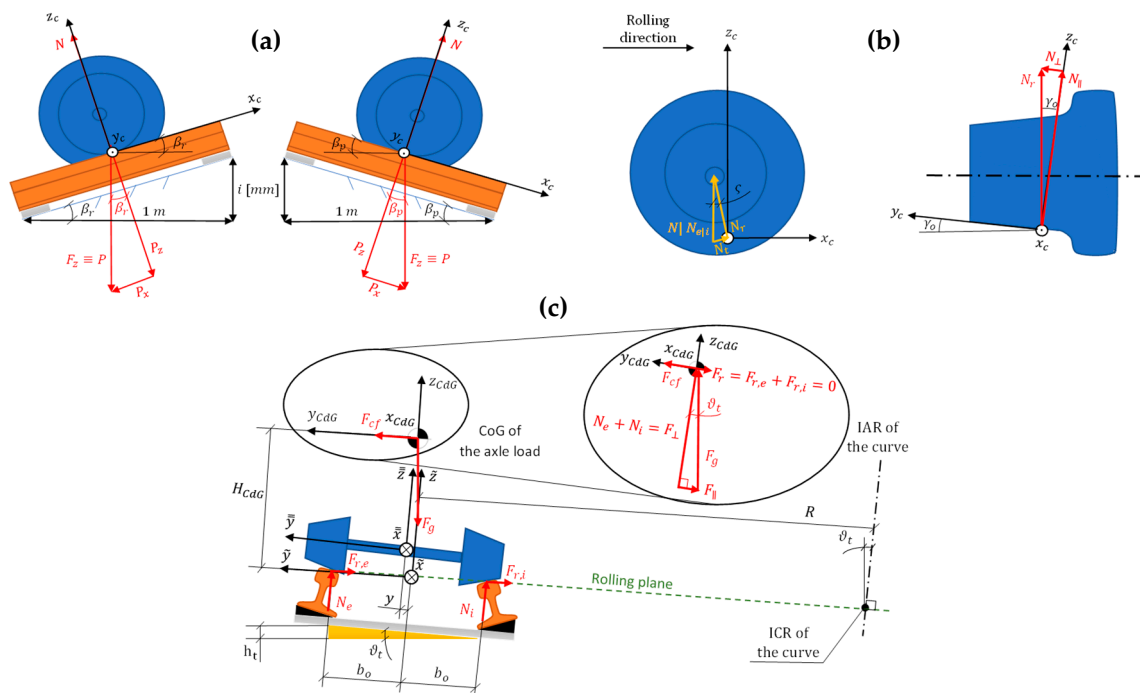 (a)
z_c
N
x_c
y_c
β_r
β_r
β_r
1 m
i [mm]
F_z ≡ P
P_z
P_x
z_c
N
β_p
y_c
x_c
β_p
β_p
1 m
P_z
F_z ≡ P
P_x
Rolling
direction
z_c
ς
N| N_e|i
N_r
N_t
x_c
(b)
z_c
N_⊥
N_r
N_∥
γ_o
y_c
γ_o
x_c
(c)
z_CdG
y_CdG
F_cf
x_CdG
CoG of
the axle load
z_CdG
x_CdG
y_CdG
F_cf
F_r = F_r,e + F_r,i = 0
ϑ_t
N_e + N_i = F_⊥
F_g
F_∥
IAR of
the curve
H_CdG
z̿
z̃
F_g
R
ϑ_t
y̿
x̿
ỹ
x̃
F_r,e
F_r,i
Rolling plane
N_e
y
N_i
h_t
ϑ_t
b_o
b_o
ICR of
the curve